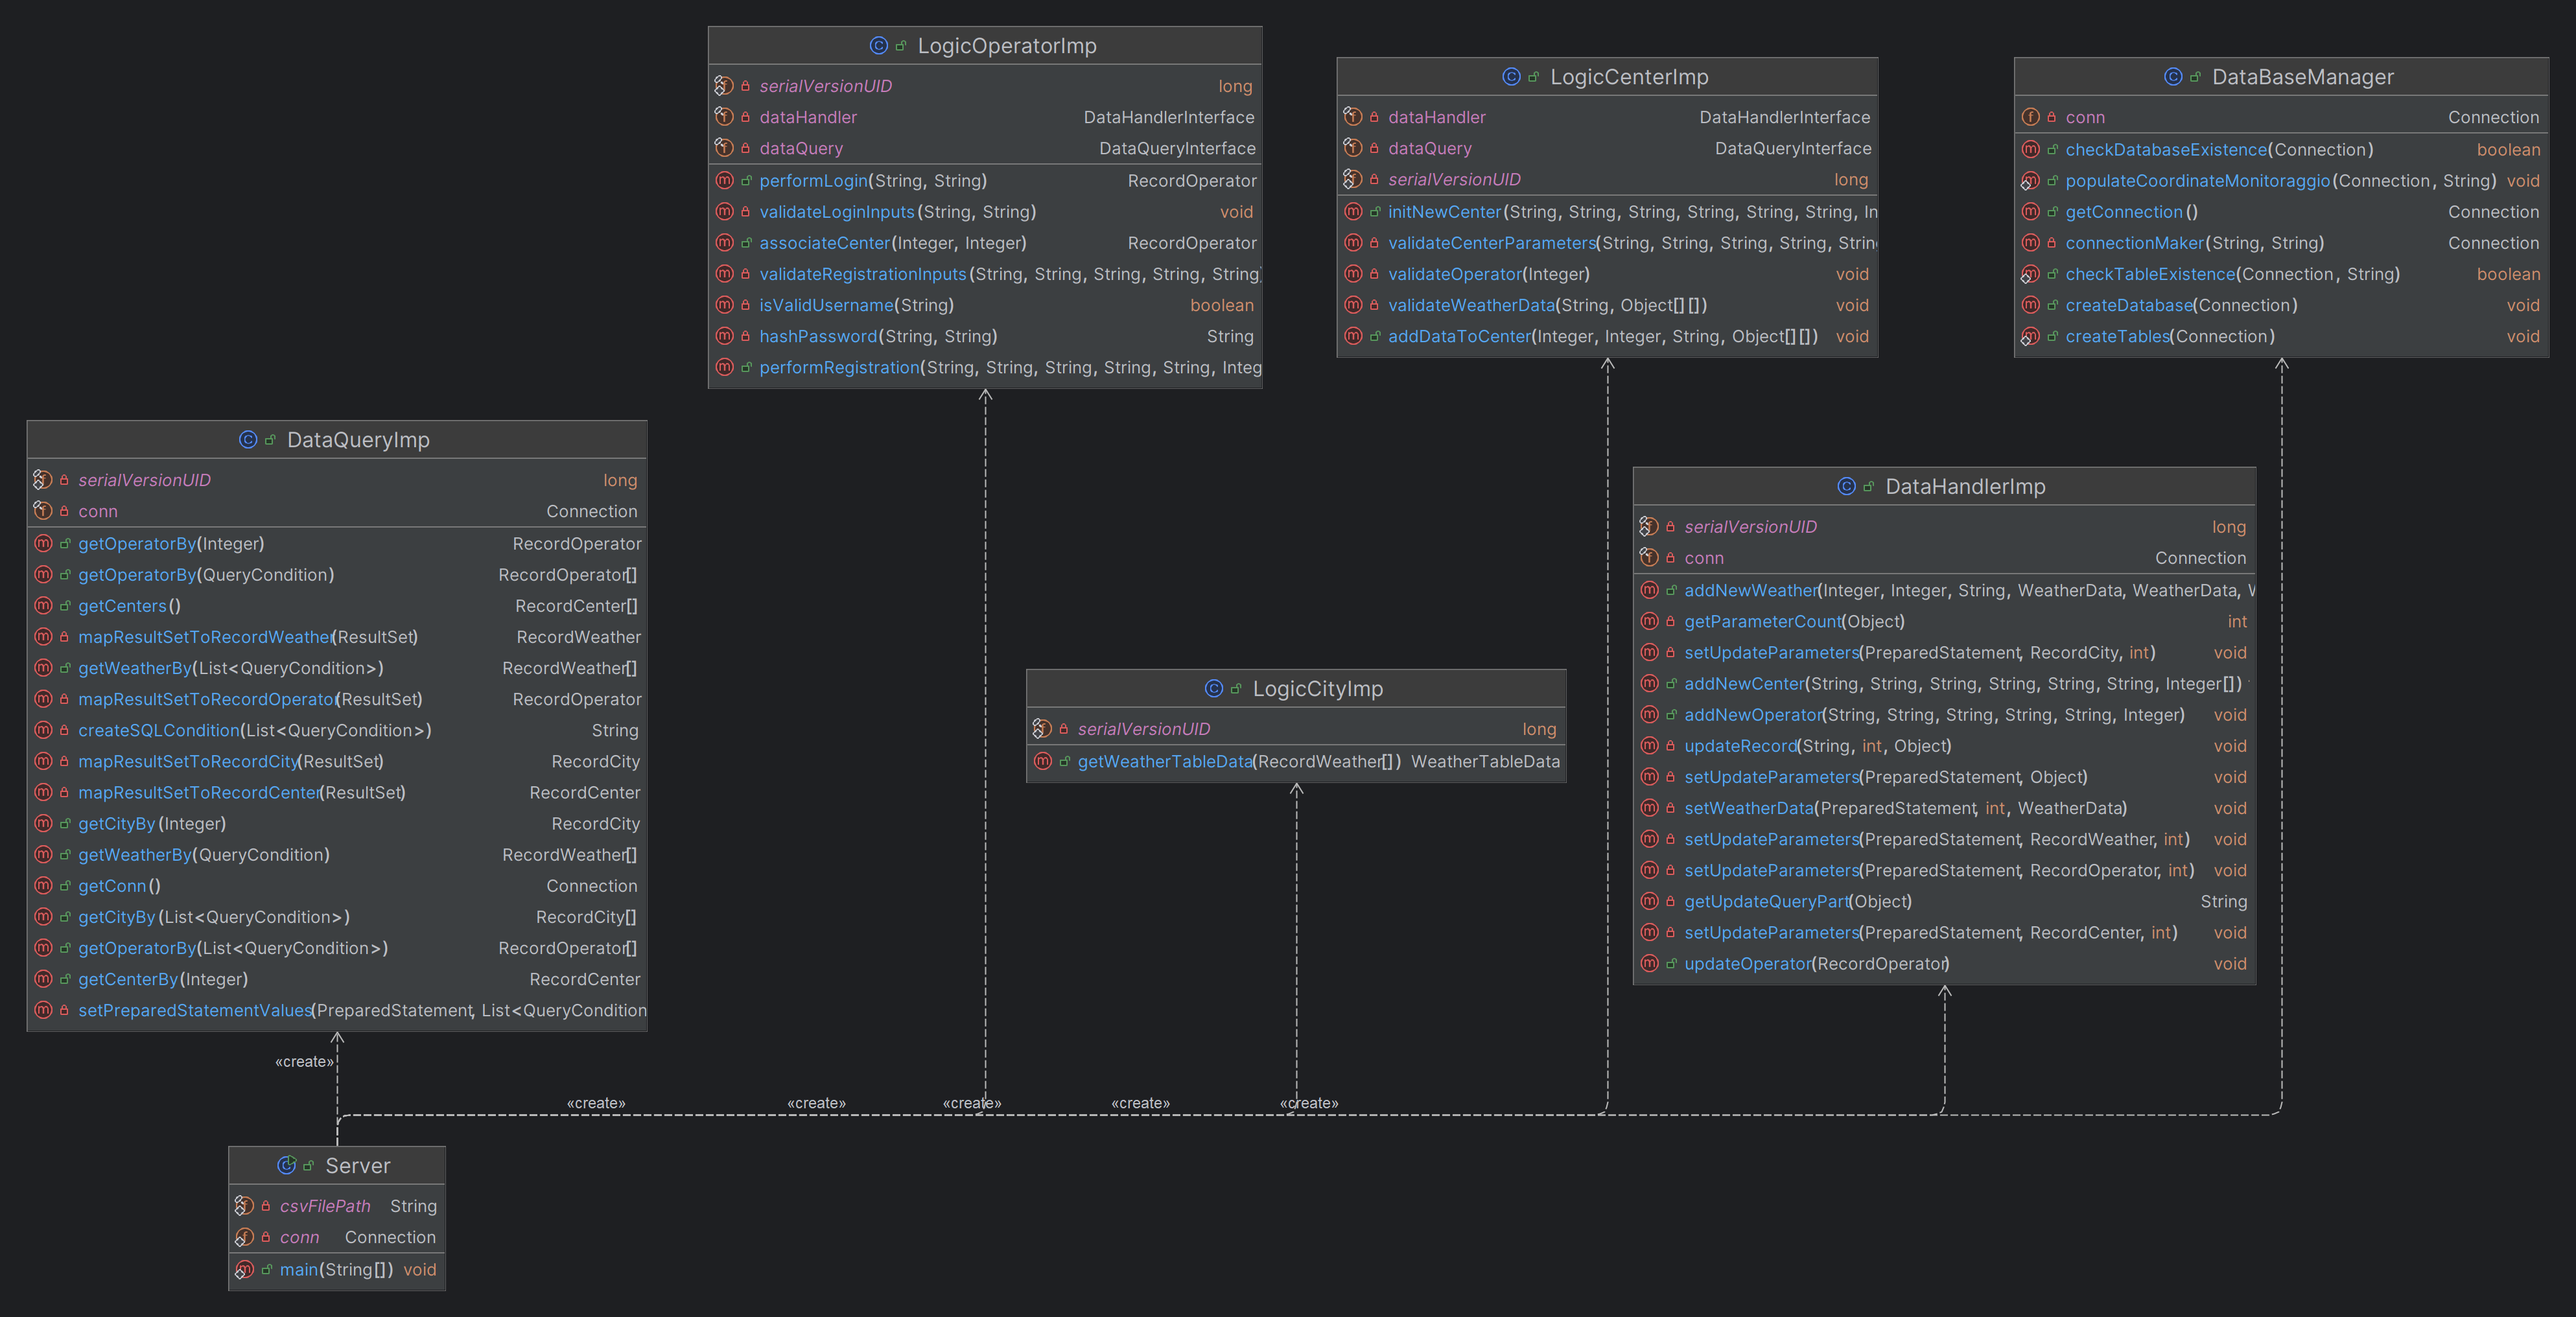 LogicOperatorImp
serialVersionUID long
dataHandler DataHandlerInterface
dataQuery DataQueryInterface
performLogin(String, String) RecordOperator
validateLoginInputs(String, String) void
associateCenter(Integer, Integer) RecordOperator
validateRegistrationInputs(String, String, String, String, String
isValidUsername(String) boolean
hashPassword(String, String) String
performRegistration(String, String, String, String, String, Integ
LogicCenterImp
dataHandler DataHandlerInterface
dataQuery DataQueryInterface
serialVersionUID long
initNewCenter(String, String, String, String, String, String, In
validateCenterParameters(String, String, String, String, Strin
validateOperator(Integer) void
validateWeatherData(String, Object[][]) void
addDataToCenter(Integer, Integer, String, Object[][]) void
DataBaseManager
conn Connection
checkDatabaseExistence(Connection) boolean
populateCoordinateMonitoraggio(Connection, String) void
getConnection() Connection
connectionMaker(String, String) Connection
checkTableExistence(Connection, String) boolean
createDatabase(Connection) void
createTables(Connection) void
DataQueryImp
serialVersionUID long
conn Connection
getOperatorBy(Integer) RecordOperator
getOperatorBy(QueryCondition) RecordOperator[]
getCenters() RecordCenter[]
mapResultSetToRecordWeather(ResultSet) RecordWeather
getWeatherBy(List<QueryCondition>) RecordWeather[]
mapResultSetToRecordOperator(ResultSet) RecordOperator
createSQLCondition(List<QueryCondition>) String
mapResultSetToRecordCity(ResultSet) RecordCity
mapResultSetToRecordCenter(ResultSet) RecordCenter
getCityBy(Integer) RecordCity
getWeatherBy(QueryCondition) RecordWeather[]
getConn() Connection
getCityBy(List<QueryCondition>) RecordCity[]
getOperatorBy(List<QueryCondition>) RecordOperator[]
getCenterBy(Integer) RecordCenter
setPreparedStatementValues(PreparedStatement, List<QueryCondition
DataHandlerImp
serialVersionUID long
conn Connection
addNewWeather(Integer, Integer, String, WeatherData, WeatherData, W
getParameterCount(Object) int
setUpdateParameters(PreparedStatement, RecordCity, int) void
addNewCenter(String, String, String, String, String, String, Integer[])
addNewOperator(String, String, String, String, String, Integer) void
updateRecord(String, int, Object) void
setUpdateParameters(PreparedStatement, Object) void
setWeatherData(PreparedStatement, int, WeatherData) void
setUpdateParameters(PreparedStatement, RecordWeather, int) void
setUpdateParameters(PreparedStatement, RecordOperator, int) void
getUpdateQueryPart(Object) String
setUpdateParameters(PreparedStatement, RecordCenter, int) void
updateOperator(RecordOperator) void
LogicCityImp
serialVersionUID long
getWeatherTableData(RecordWeather[]) WeatherTableData
«create»
«create» «create» «create» «create» «create»
Server
csvFilePath String
conn Connection
main(String[]) void